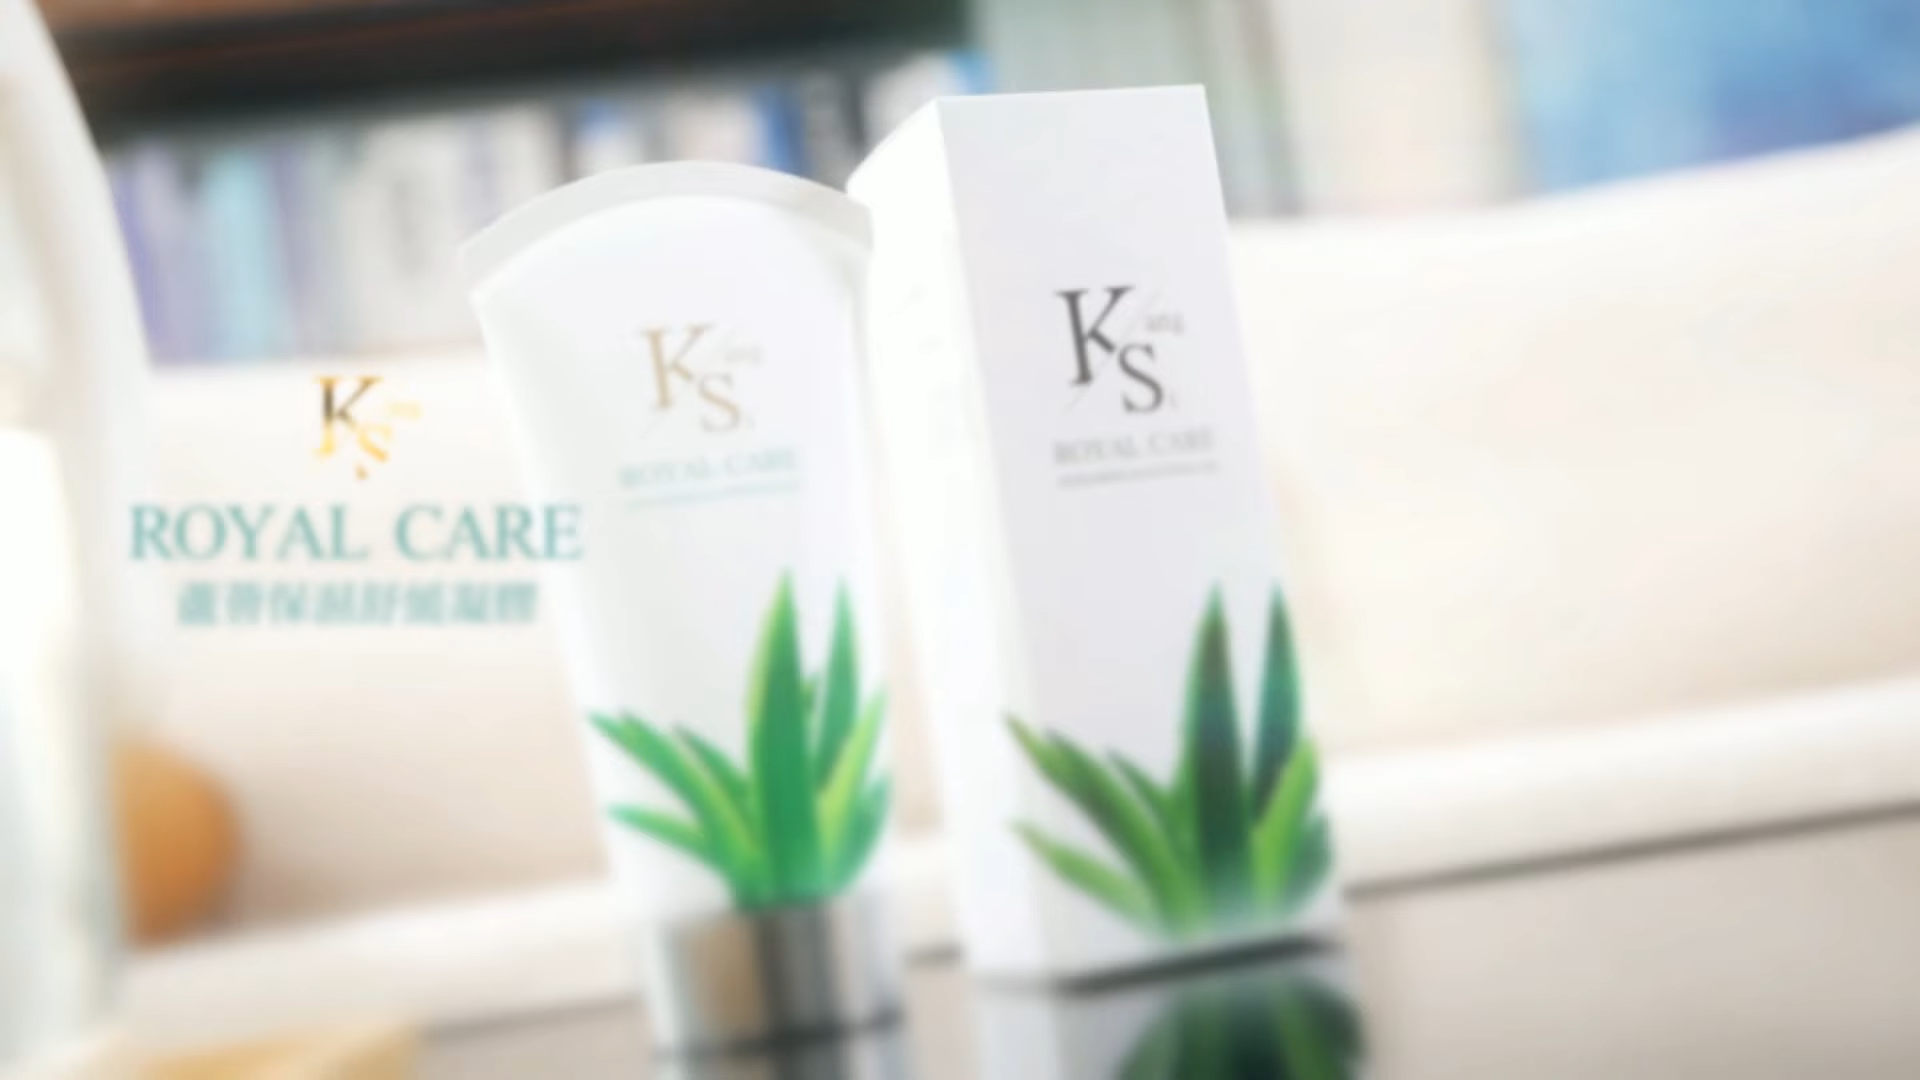 KS
ROYAL CARE
蘆薈保濕舒緩凝膠
KS
ROYAL CARE
KS
ROYAL CARE